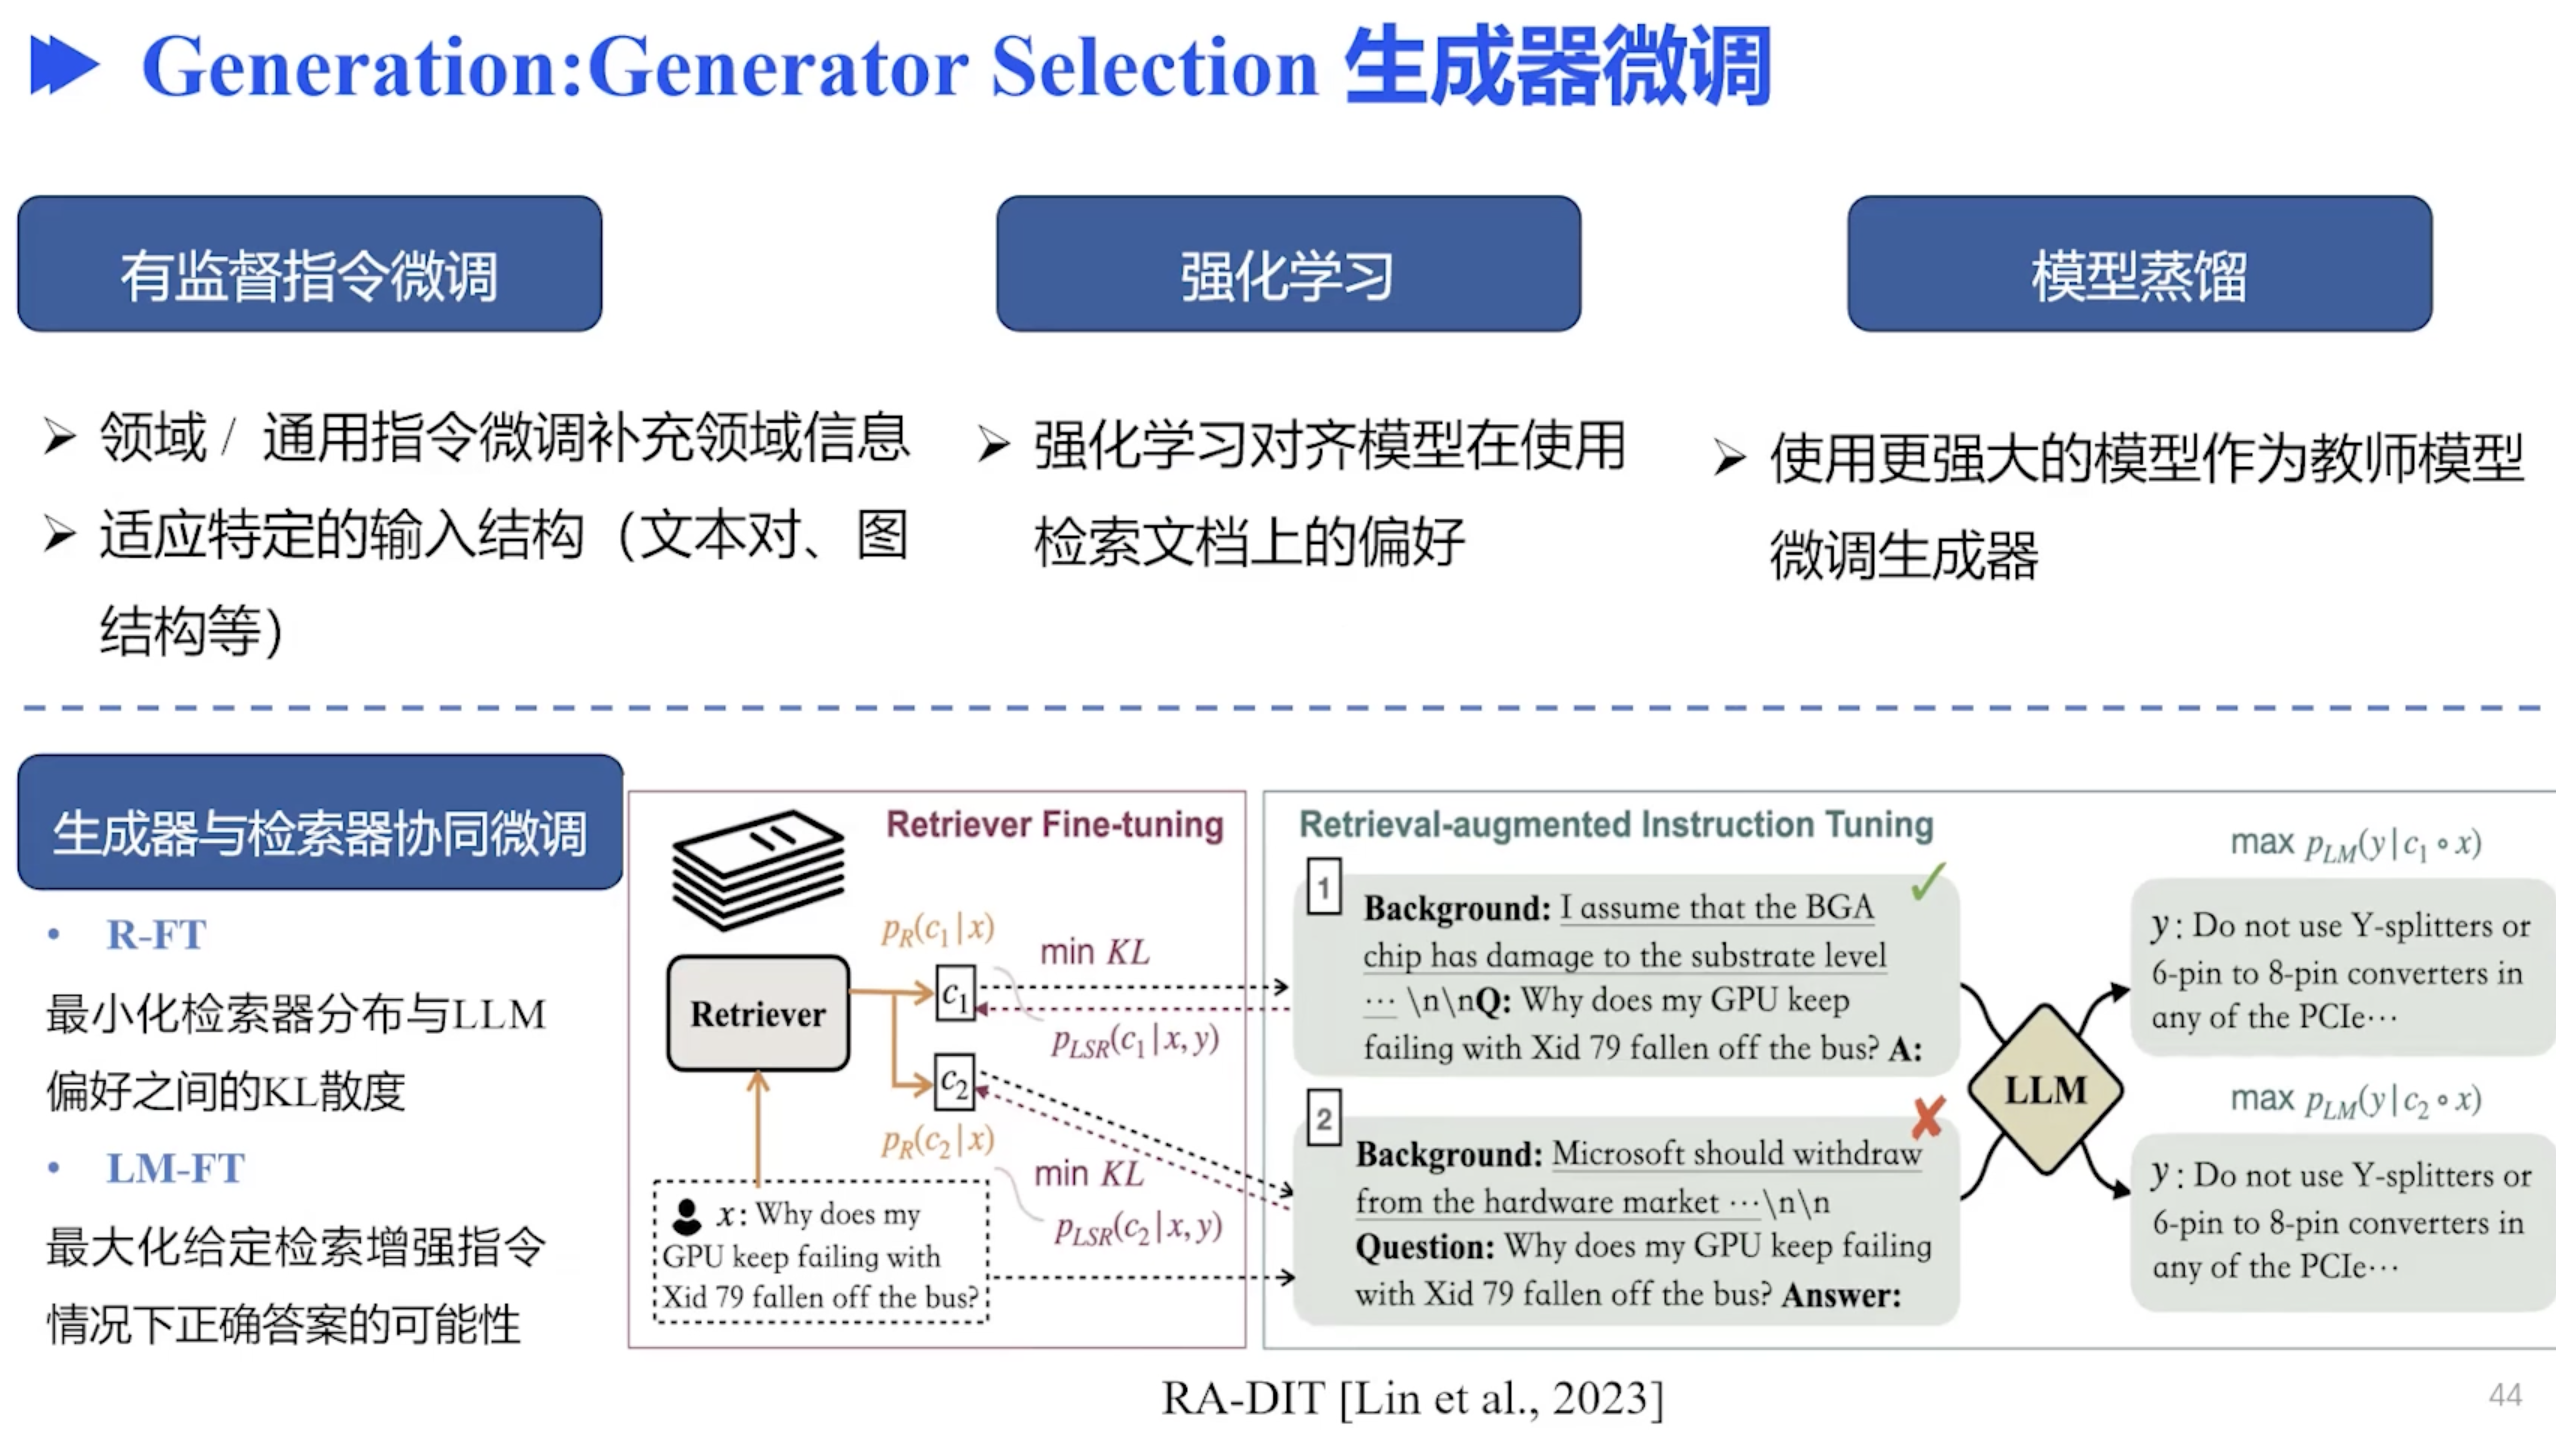 Generation:Generator Selection 生成器微调
有监督指令微调
领域 / 通用指令微调补充领域信息
适应特定的输入结构（文本对、图
结构等）
强化学习
强化学习对齐模型在使用
检索文档上的偏好
模型蒸馏
使用更强大的模型作为教师模型
微调生成器
生成器与检索器协同微调
• R-FT
最小化检索器分布与LLM
偏好之间的KL散度
• LM-FT
最大化给定检索增强指令
情况下正确答案的可能性
Retriever Fine-tuning
Retriever
p_R(c_1|x)
c_1
min KL
p_LSR(c_1|x, y)
c_2
p_R(c_2|x)
min KL
p_LSR(c_2|x, y)
x: Why does my
GPU keep failing with
Xid 79 fallen off the bus?
Retrieval-augmented Instruction Tuning
1
Background: I assume that the BGA
chip has damage to the substrate level
··· \n\nQ: Why does my GPU keep
failing with Xid 79 fallen off the bus? A:
2
Background: Microsoft should withdraw
from the hardware market ···\n\n
Question: Why does my GPU keep failing
with Xid 79 fallen off the bus? Answer:
LLM
max p_LM(y|c_1∘x)
y: Do not use Y-splitters or
6-pin to 8-pin converters in
any of the PCIe···
max p_LM(y|c_2∘x)
y: Do not use Y-splitters or
6-pin to 8-pin converters in
any of the PCIe···
RA-DIT [Lin et al., 2023]
44